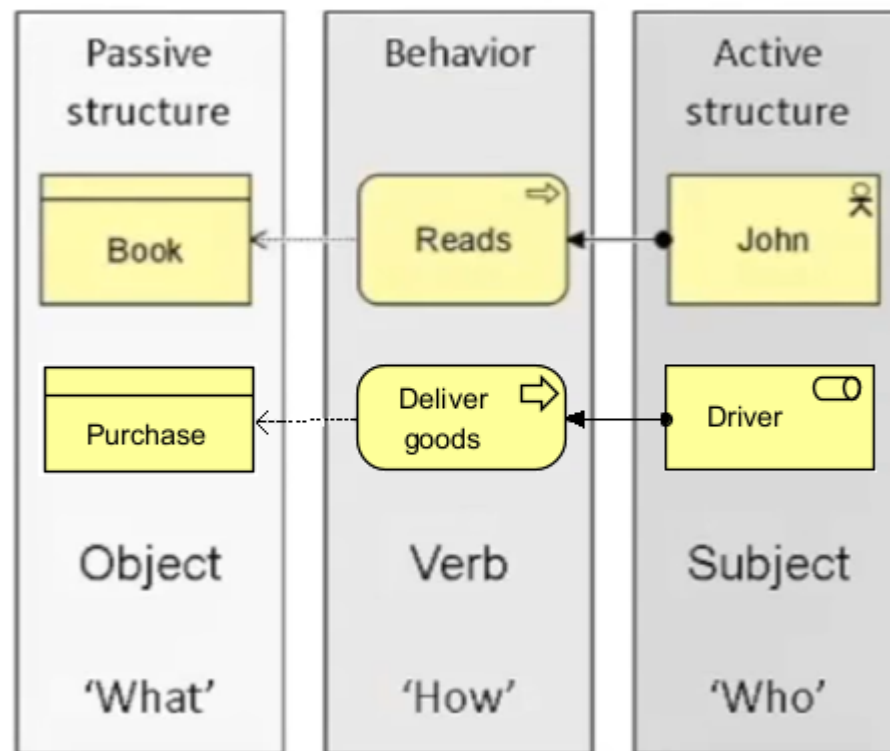 Passive
structure
Behavior
Active
structure
Book
Reads
John
Purchase
Deliver
goods
Driver
Object
Verb
Subject
‘What’
‘How’
‘Who’